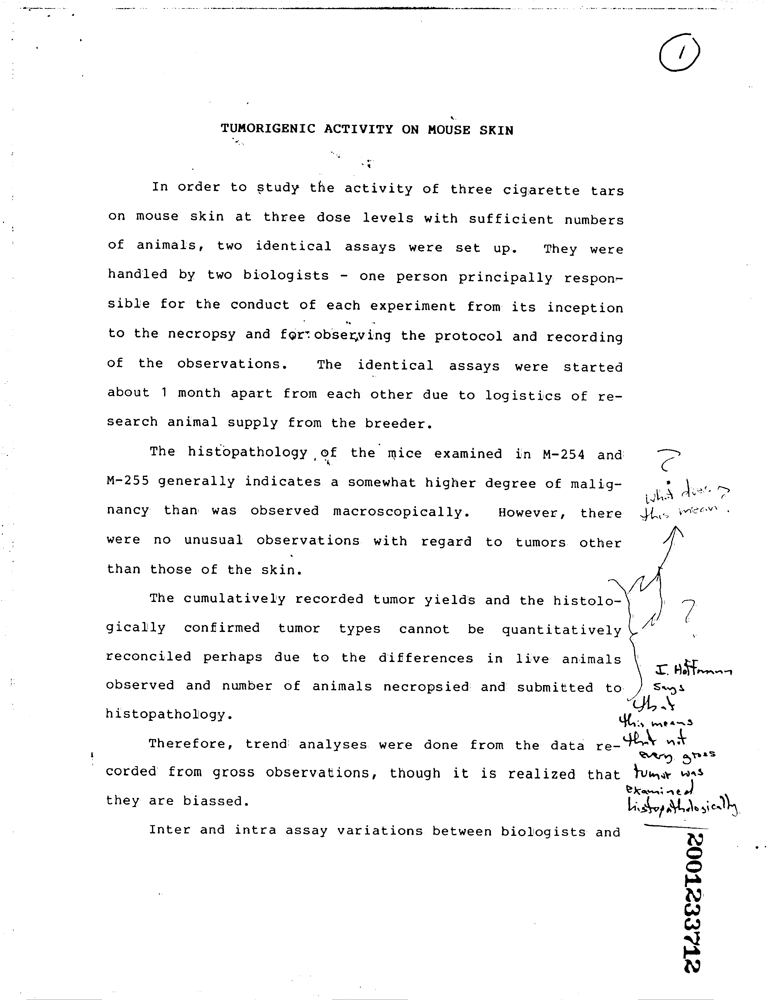 1
TUMORIGENIC ACTIVITY ON MOUSE SKIN
In order to study the activity of three cigarette tars
on mouse skin at three dose levels with sufficient numbers
of animals, two identical assays were set up. They were
handled by two biologists - one person principally respon-
sible for the conduct of each experiment from its inception
to the necropsy and for observing the protocol and recording
of the observations. The identical assays were started
about 1 month apart from each other due to logistics of re-
search animal supply from the breeder.
The histopathology of the mice examined in M-254 and
M-255 generally indicates a somewhat higher degree of malig-
nancy than was observed macroscopically. However, there
were no unusual observations with regard to tumors other
than those of the skin.
?
what does
this mean ?
The cumulatively recorded tumor yields and the histolo-
gically confirmed tumor types cannot be quantitatively
reconciled perhaps due to the differences in live animals
observed and number of animals necropsied and submitted to
histopathology.
?
I. Hoffmann
says
that
this means
that not
every gross
tumor was
examined
histopathologically
Therefore, trend analyses were done from the data re-
corded from gross observations, though it is realized that
they are biassed.
Inter and intra assay variations between biologists and
2001233712